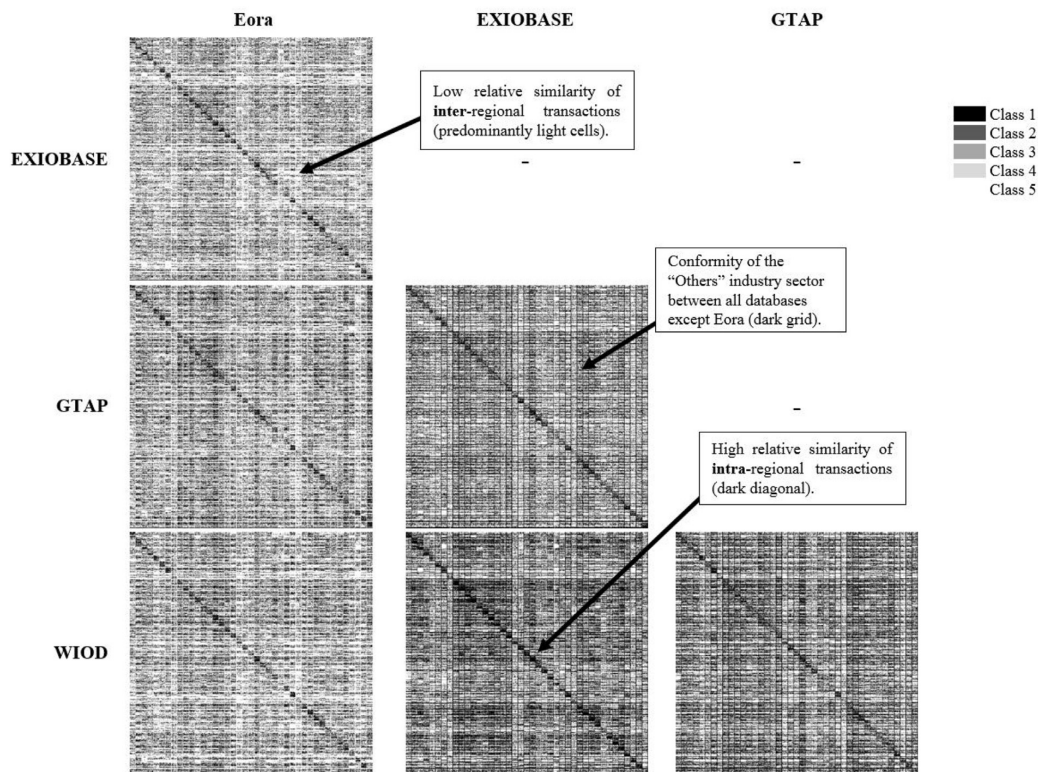 Eora
EXIOBASE
GTAP
Low relative similarity of
inter-regional transactions
(predominantly light cells).
Class 1
Class 2
Class 3
Class 4
Class 5
EXIOBASE
-
-
Conformity of the
“Others” industry sector
between all databases
except Eora (dark grid).
GTAP
-
High relative similarity of
intra-regional transactions
(dark diagonal).
WIOD